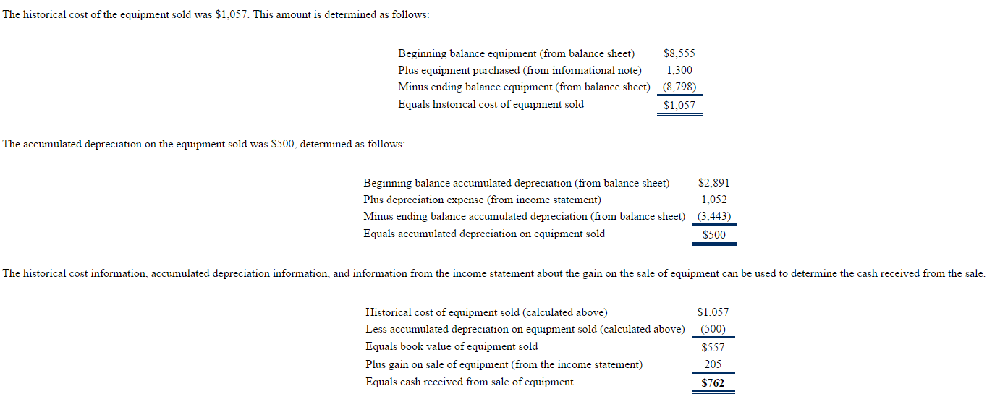 The historical cost of the equipment sold was $1,057. This amount is determined as follows:
Beginning balance equipment (from balance sheet) $8,555
Plus equipment purchased (from informational note) 1,300
Minus ending balance equipment (from balance sheet) (8,798)
Equals historical cost of equipment sold $1,057
The accumulated depreciation on the equipment sold was $500, determined as follows:
Beginning balance accumulated depreciation (from balance sheet) $2,891
Plus depreciation expense (from income statement) 1,052
Minus ending balance accumulated depreciation (from balance sheet) (3,443)
Equals accumulated depreciation on equipment sold $500
The historical cost information, accumulated depreciation information, and information from the income statement about the gain on the sale of equipment can be used to determine the cash received from the sale.
Historical cost of equipment sold (calculated above) $1,057
Less accumulated depreciation on equipment sold (calculated above) (500)
Equals book value of equipment sold $557
Plus gain on sale of equipment (from the income statement) 205
Equals cash received from sale of equipment $762